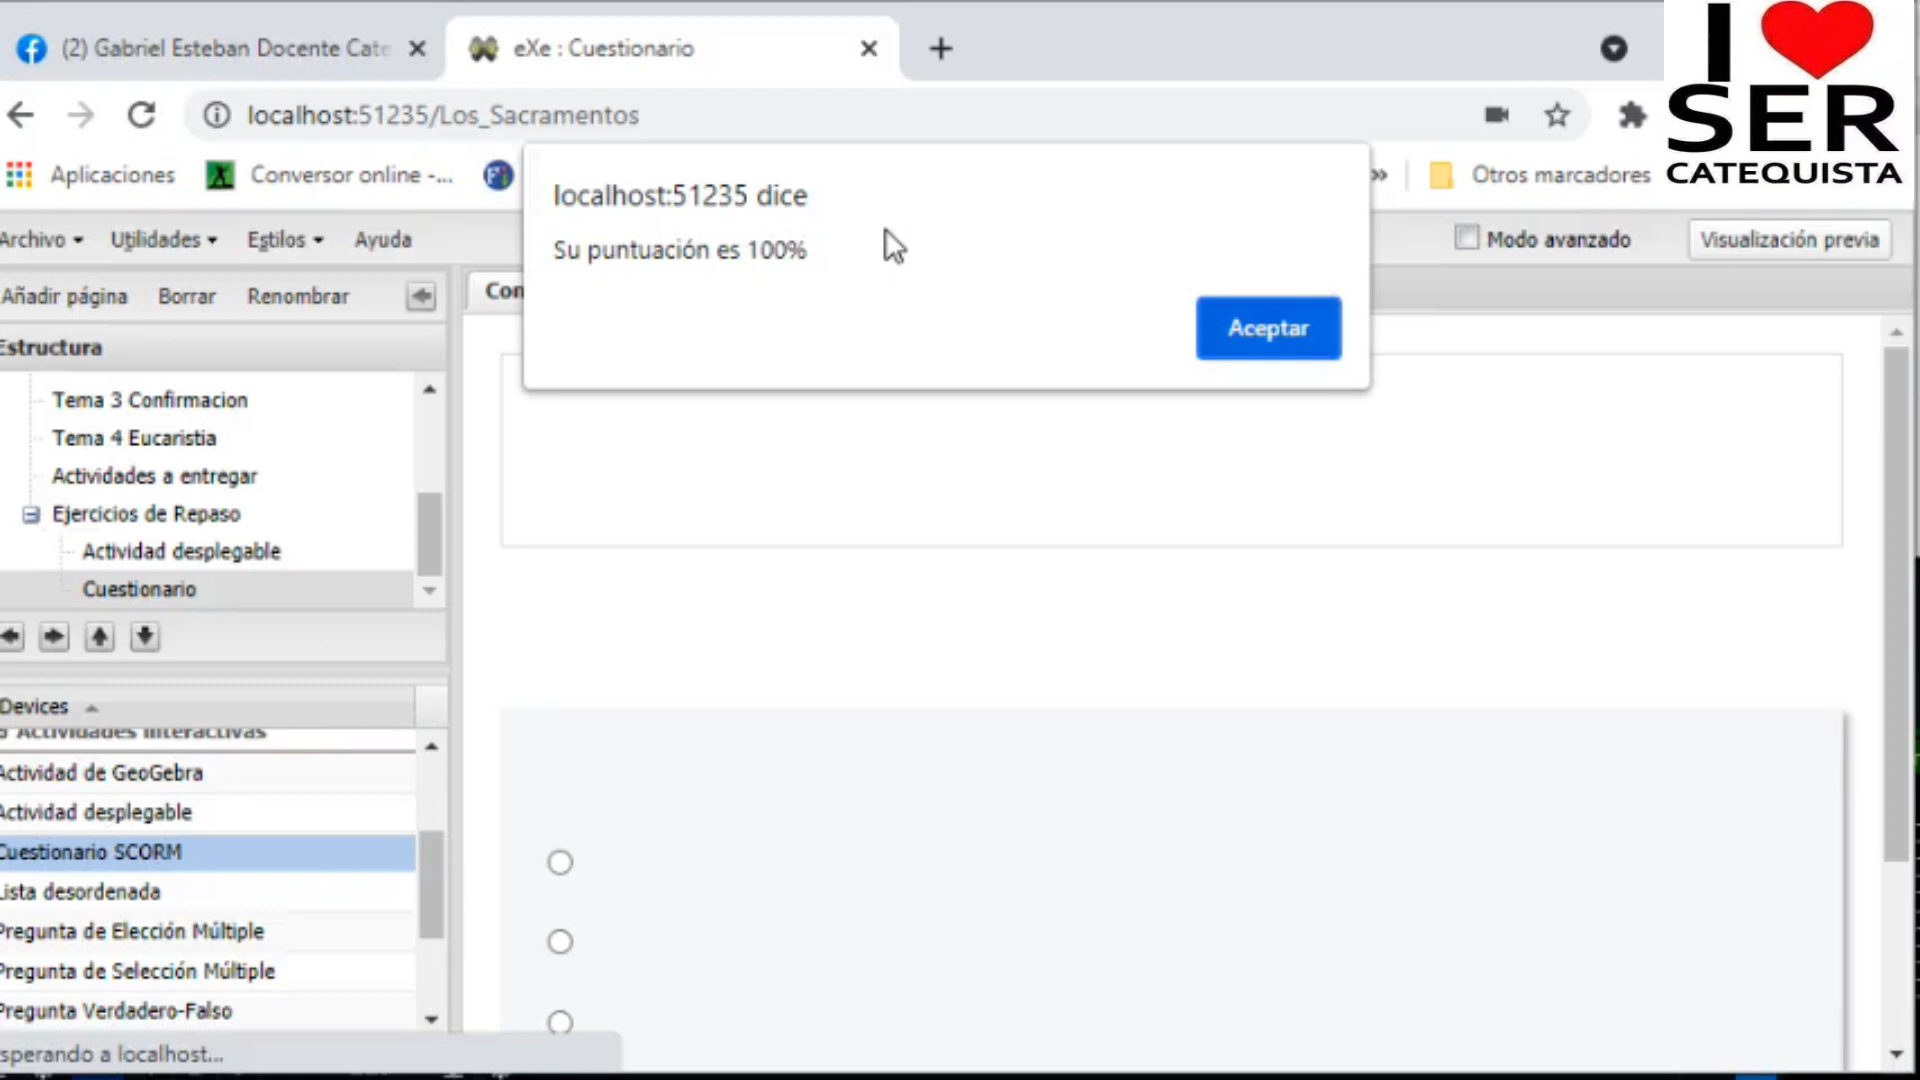 (2) Gabriel Esteban Docente Cate
eXe : Cuestionario
I
SER
CATEQUISTA
localhost:51235/Los_Sacramentos
Aplicaciones
Conversor online -...
Otros marcadores
localhost:51235 dice
Su puntuación es 100%
Aceptar
Archivo
Utilidades
Estilos
Ayuda
Modo avanzado
Visualización previa
Añadir página
Borrar
Renombrar
Con
Estructura
Tema 3 Confirmacion
Tema 4 Eucaristia
Actividades a entregar
Ejercicios de Repaso
Actividad desplegable
Cuestionario
Devices
Actividades interactivas
Actividad de GeoGebra
Actividad desplegable
Cuestionario SCORM
Lista desordenada
Pregunta de Elección Múltiple
Pregunta de Selección Múltiple
Pregunta Verdadero-Falso
sperando a localhost...